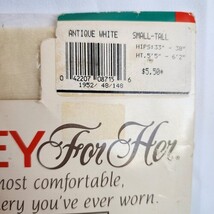 ANTIQUE WHITE SMALL-TALL
HIPS:33" - 38"
HT. 5'5" - 6'2"
$5.50*
0 42207 08715 6
1952/ 48/148
EY For Her.
most comfortable,
ery you've ever worn.